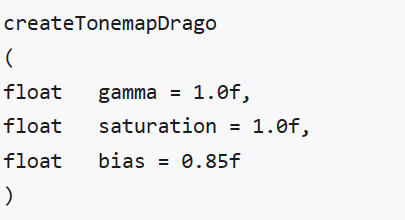 createTonemapDrago
(
float   gamma = 1.0f,
float   saturation = 1.0f,
float   bias = 0.85f
)